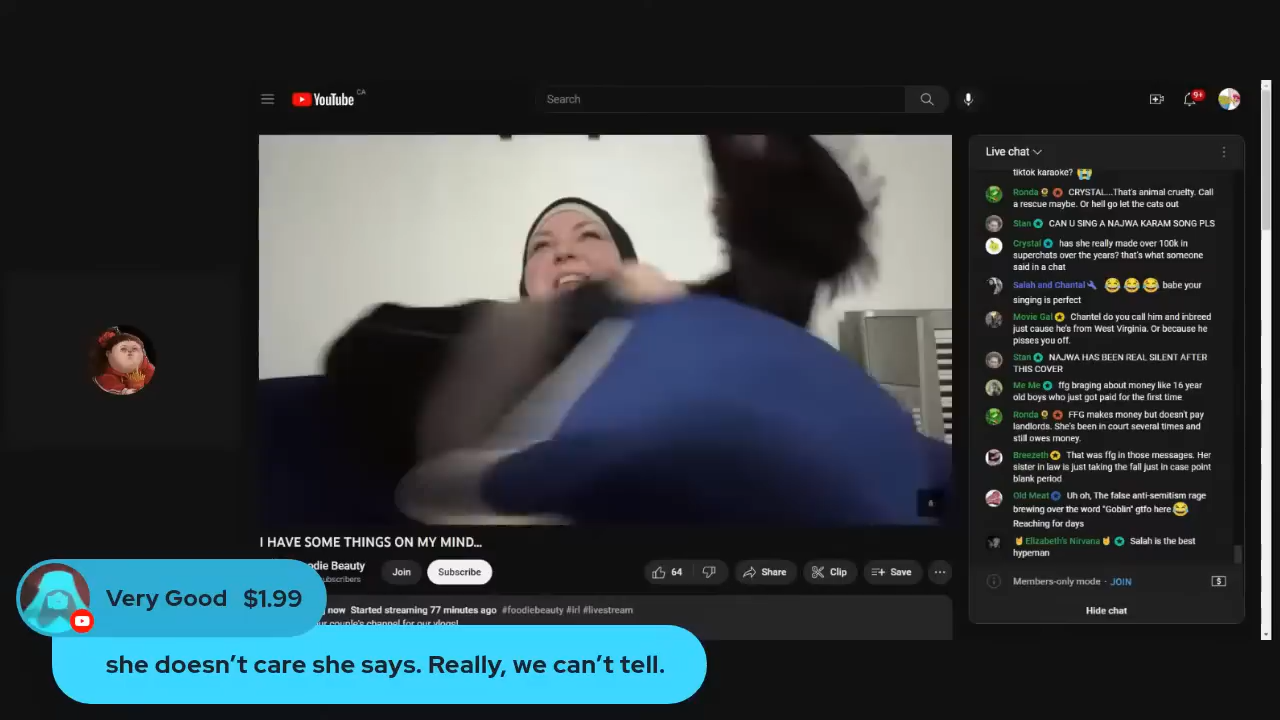 YouTube CA
Search
9+
Live chat
tiktok karaoke? 😭
Ronda CRYSTAL...That's animal cruelty. Call
a rescue maybe. Or hell go let the cats out
Stan CAN U SING A NAJWA KARAM SONG PLS
Crystal has she really made over 100k in
superchats over the years? that's what someone
said in a chat
Salah and Chantal 😂😂😂 babe your
singing is perfect
Movie Gal Chantel do you call him and inbreed
just cause he's from West Virginia. Or because he
pisses you off.
Stan NAJWA HAS BEEN REAL SILENT AFTER
THIS COVER
Me Me ffg braging about money like 16 year
old boys who just got paid for the first time
Ronda FFG makes money but doesn't pay
landlords. She's been in court several times and
still owes money.
Breezeth That was ffg in those messages. Her
sister in law is just taking the fall just in case point
blank period
Old Meat Uh oh, The false anti-semitism rage
brewing over the word "Goblin" gtfo here😂
Reaching for days
Elizabeth's Nirvana Salah is the best
hypeman
Members-only mode · JOIN
Hide chat
I HAVE SOME THINGS ON MY MIND...
odie Beauty
ubscribers
Join
Subscribe
64
Share
Clip
Save
now Started streaming 77 minutes ago #foodiebeauty #irl #livestream
our couple's channel for our vlogs!
Very Good $1.99
she doesn't care she says. Really, we can't tell.